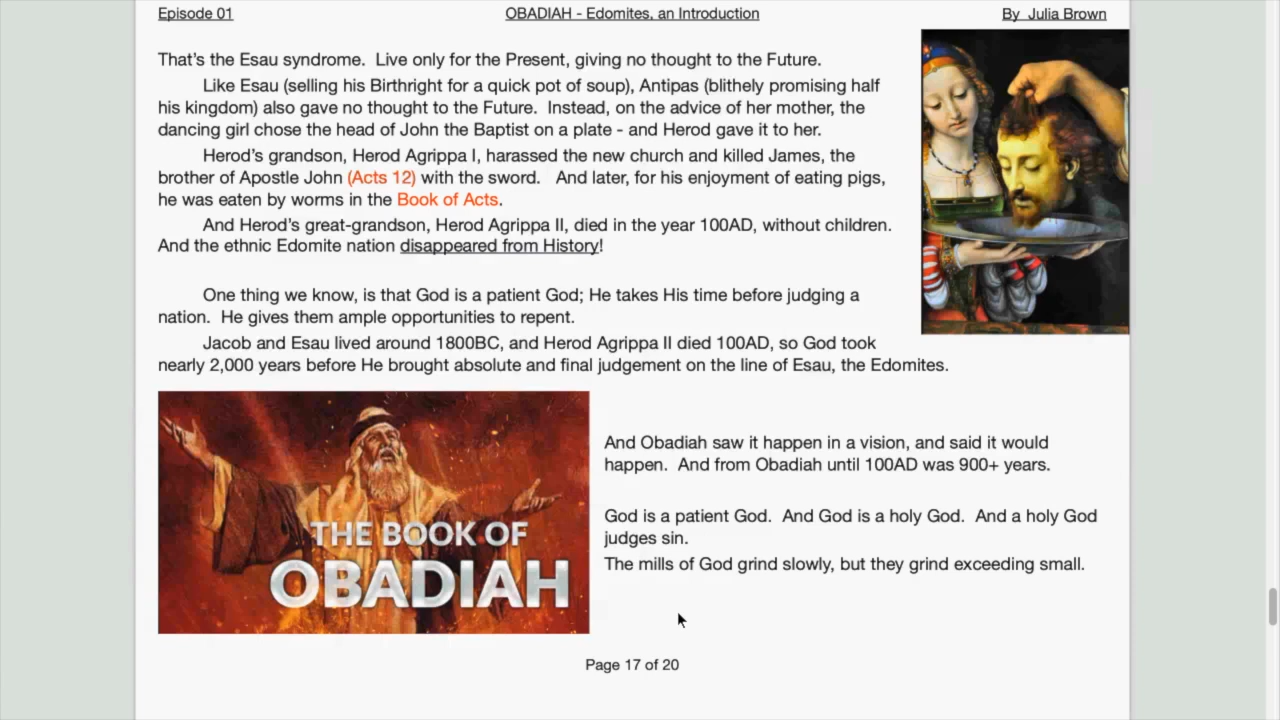 Episode 01
OBADIAH - Edomites, an Introduction
By Julia Brown
That's the Esau syndrome. Live only for the Present, giving no thought to the Future.
Like Esau (selling his Birthright for a quick pot of soup), Antipas (blithely promising half
his kingdom) also gave no thought to the Future. Instead, on the advice of her mother, the
dancing girl chose the head of John the Baptist on a plate - and Herod gave it to her.
Herod's grandson, Herod Agrippa I, harassed the new church and killed James, the
brother of Apostle John (Acts 12) with the sword. And later, for his enjoyment of eating pigs,
he was eaten by worms in the Book of Acts.
And Herod's great-grandson, Herod Agrippa II, died in the year 100AD, without children.
And the ethnic Edomite nation disappeared from History!
One thing we know, is that God is a patient God; He takes His time before judging a
nation. He gives them ample opportunities to repent.
Jacob and Esau lived around 1800BC, and Herod Agrippa II died 100AD, so God took
nearly 2,000 years before He brought absolute and final judgement on the line of Esau, the Edomites.
THE BOOK OF
OBADIAH
And Obadiah saw it happen in a vision, and said it would
happen. And from Obadiah until 100AD was 900+ years.
God is a patient God. And God is a holy God. And a holy God
judges sin.
The mills of God grind slowly, but they grind exceeding small.
Page 17 of 20